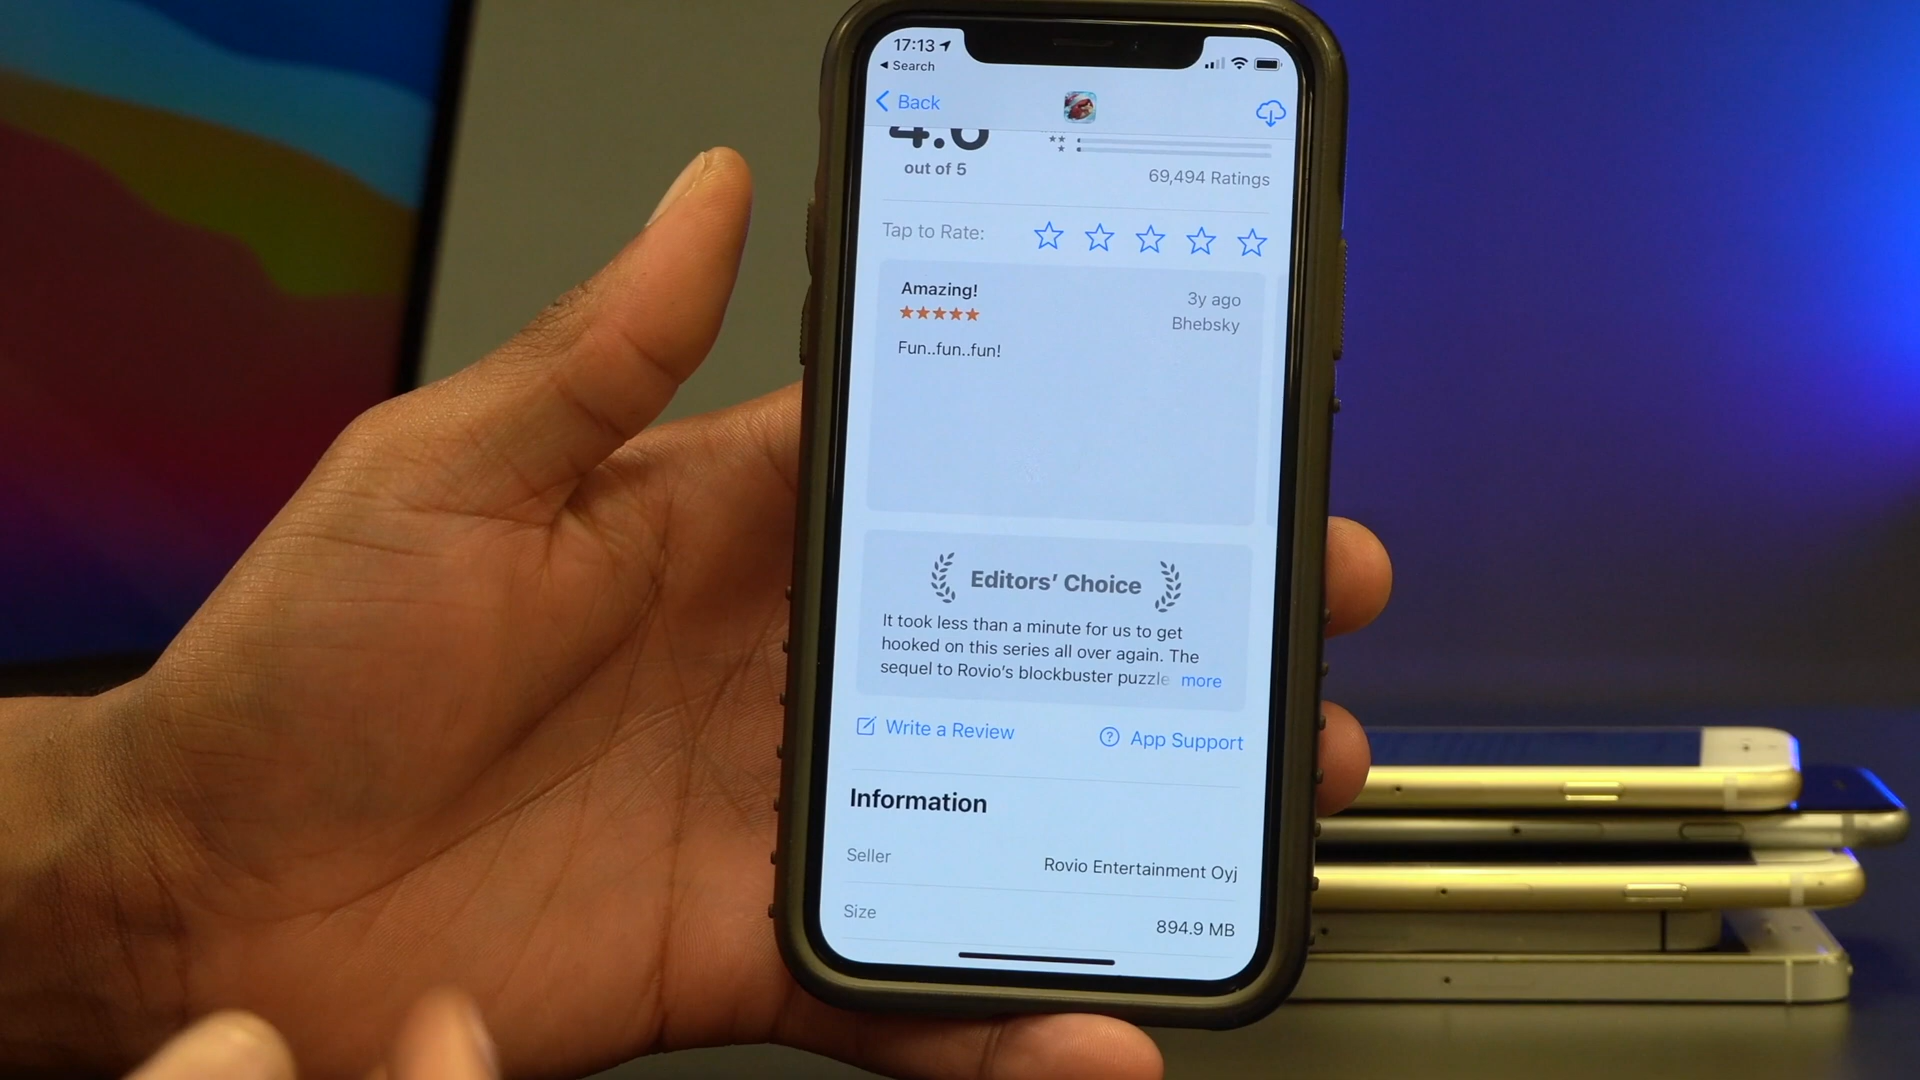 17:13
Search
Back
out of 5
69,494 Ratings
Tap to Rate:
Amazing!
3y ago
Bhebsky
Fun..fun..fun!
Editors’ Choice
It took less than a minute for us to get
hooked on this series all over again. The
sequel to Rovio’s blockbuster puzzle more
Write a Review
App Support
Information
Seller
Rovio Entertainment Oyj
Size
894.9 MB